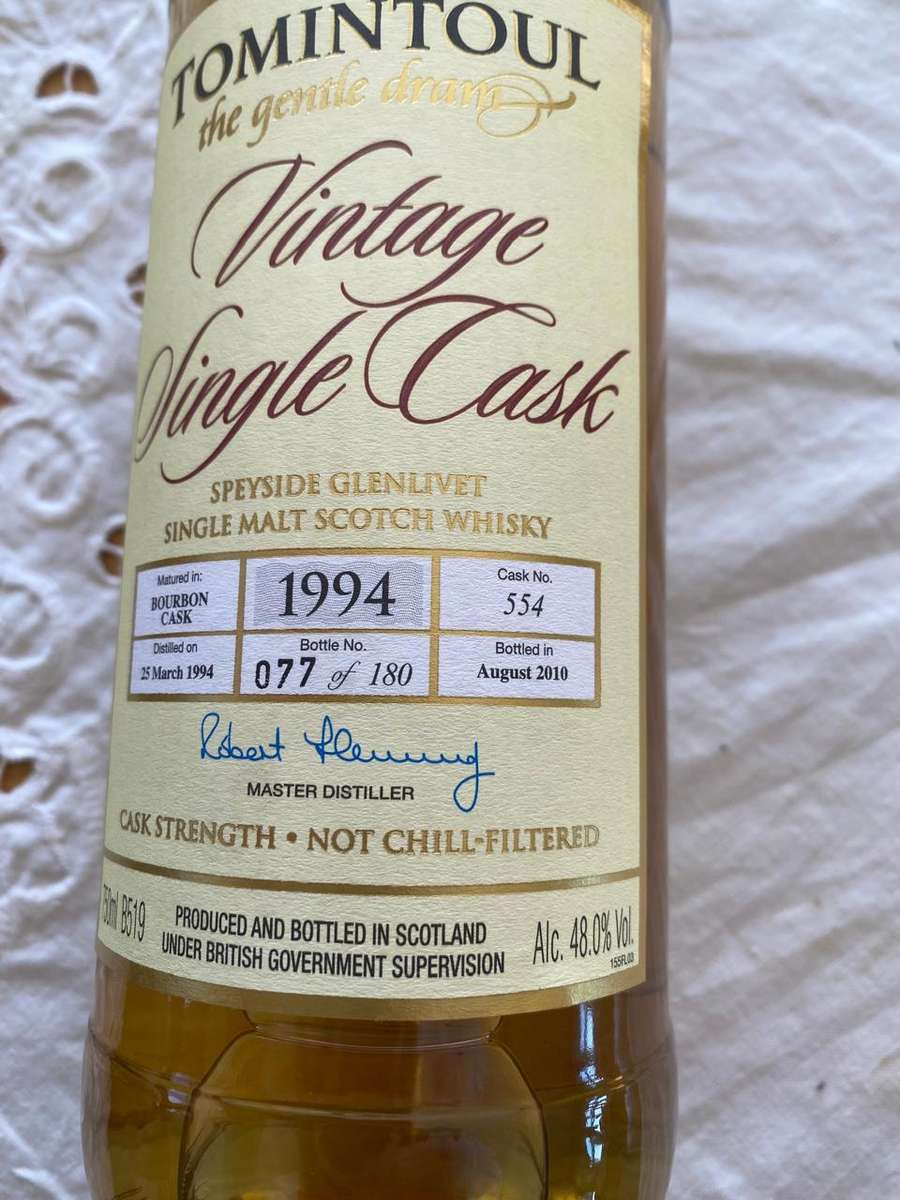 TOMINTOUL
the gentle dram
Vintage
Single Cask
SPEYSIDE GLENLIVET
SINGLE MALT SCOTCH WHISKY
Matured in:
BOURBON
CASK
1994
Cask No.
554
Distilled on
25 March 1994
Bottle No.
077 of 180
Bottled in
August 2010
Robert Fleming
MASTER DISTILLER
CASK STRENGTH • NOT CHILL-FILTERED
750ml B519
PRODUCED AND BOTTLED IN SCOTLAND
UNDER BRITISH GOVERNMENT SUPERVISION
Alc. 48.0% Vol.
155FL03